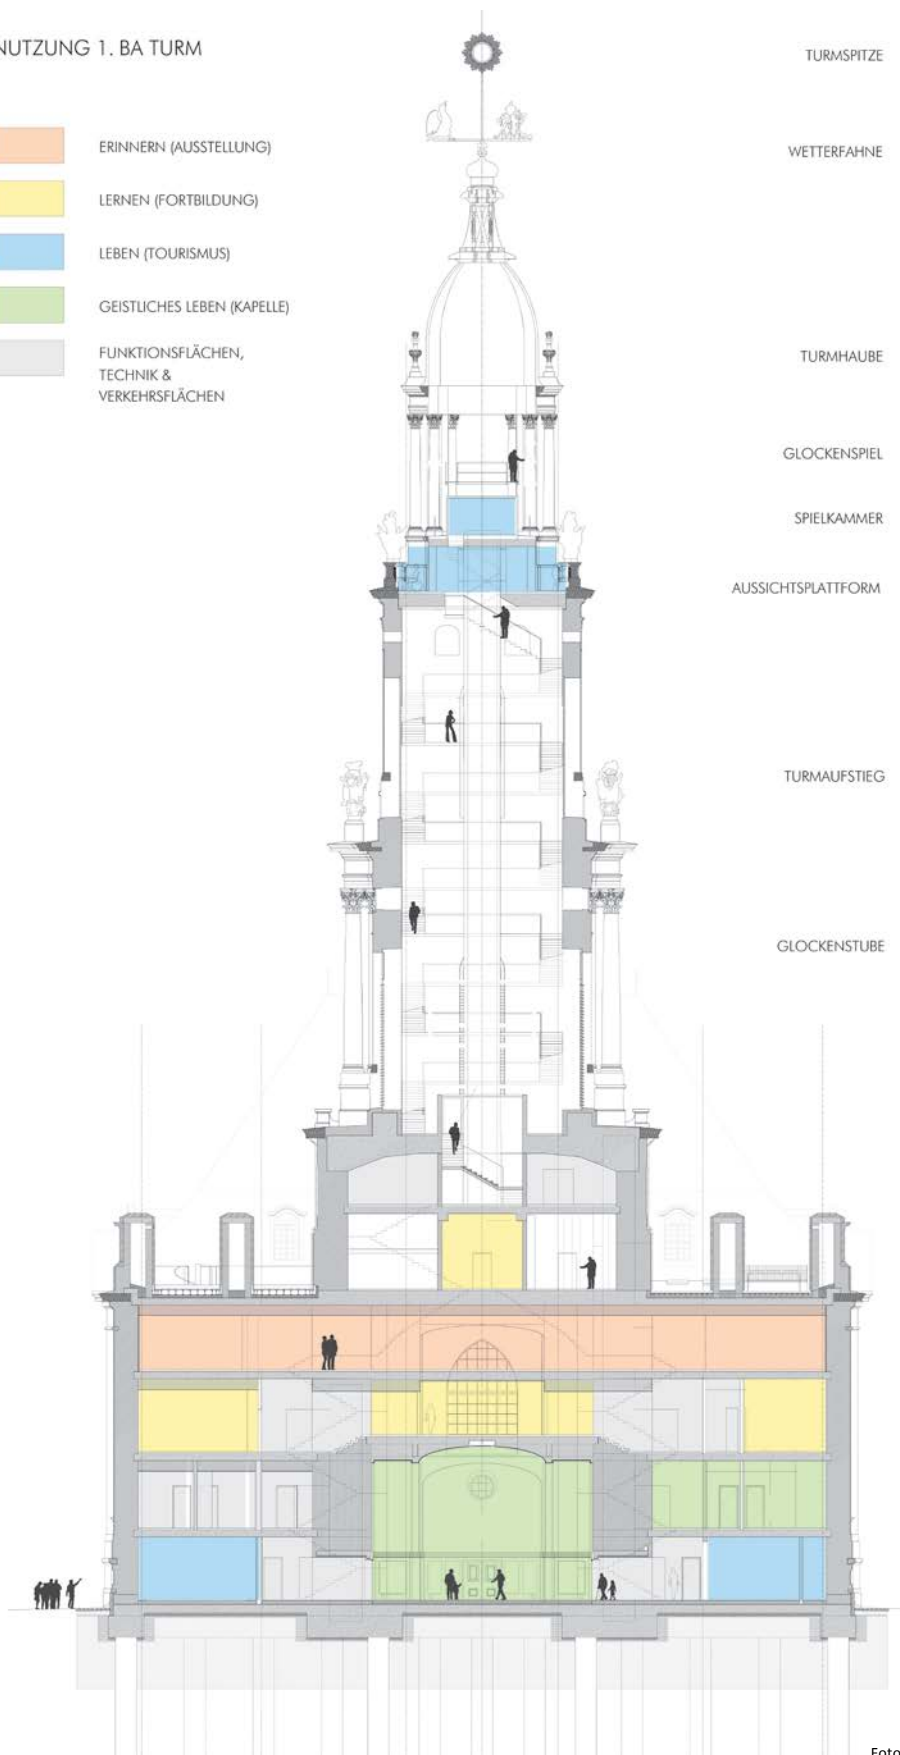 NUTZUNG 1. BA TURM
ERINNERN (AUSSTELLUNG)
LERNEN (FORTBILDUNG)
LEBEN (TOURISMUS)
GEISTLICHES LEBEN (KAPELLE)
FUNKTIONSFLÄCHEN,
TECHNIK &
VERKEHRSFLÄCHEN
TURMSPITZE
WETTERFAHNE
TURMHAUBE
GLOCKENSPIEL
SPIELKAMMER
AUSSICHTSPLATTFORM
TURMAUFSTIEG
GLOCKENSTUBE
Foto